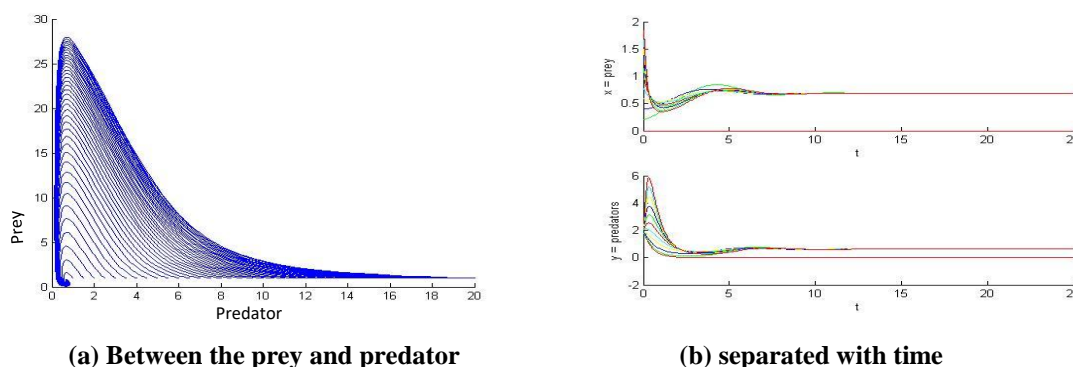 30
25
20
15
10
5
0
Prey
0 2 4 6 8 10 12 14 16 18 20
Predator
(a) Between the prey and predator
2
1.5
1
0.5
0
x = prey
0 5 10 15 20 25
t
6
4
2
0
-2
y = predators
0 5 10 15 20 25
t
(b) separated with time